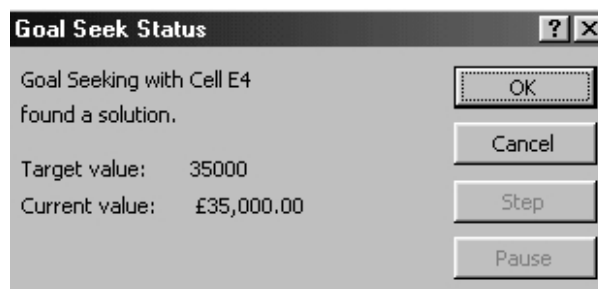 Goal Seek Status
? ×
Goal Seeking with Cell E4
found a solution.
Target value: 35000
Current value: £35,000.00
OK
Cancel
Step
Pause